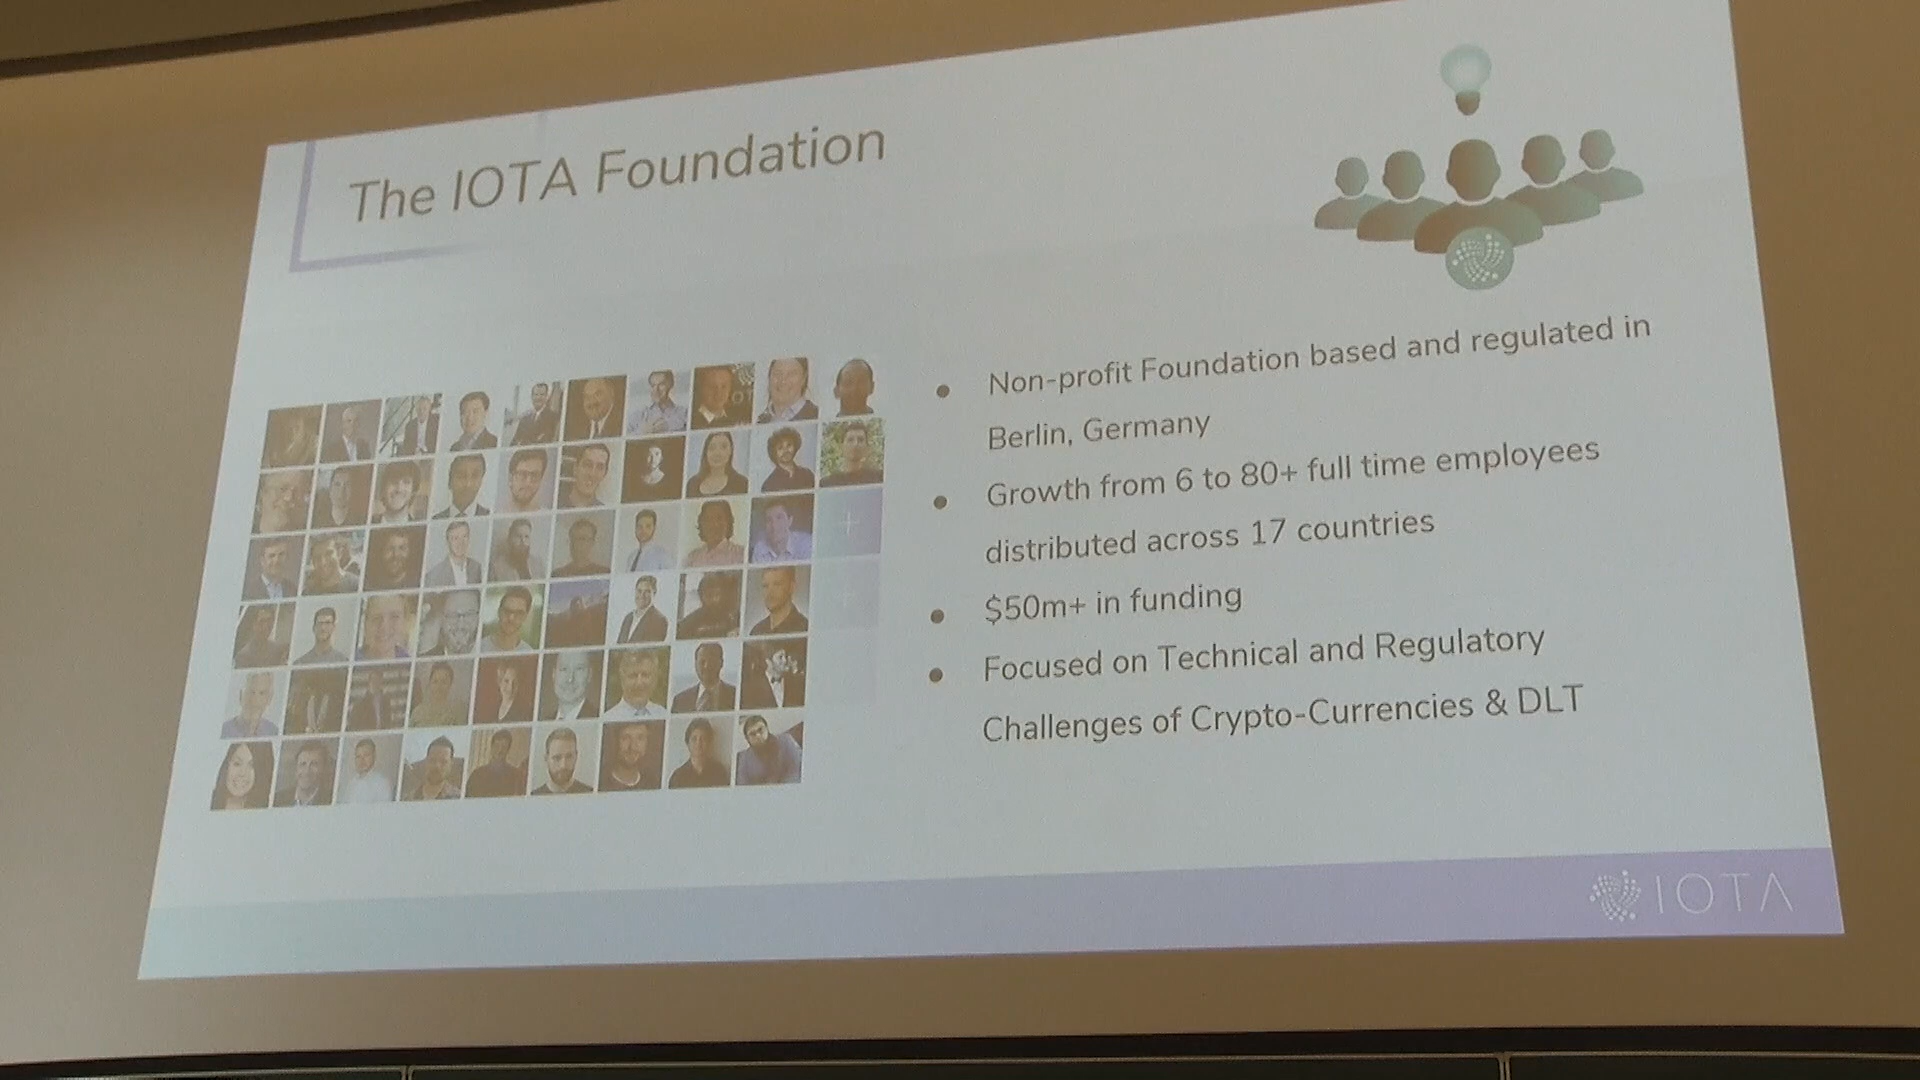 The IOTA Foundation
Non-profit Foundation based and regulated in
Berlin, Germany
Growth from 6 to 80+ full time employees
distributed across 17 countries
$50m+ in funding
Focused on Technical and Regulatory
Challenges of Crypto-Currencies & DLT
IOTA